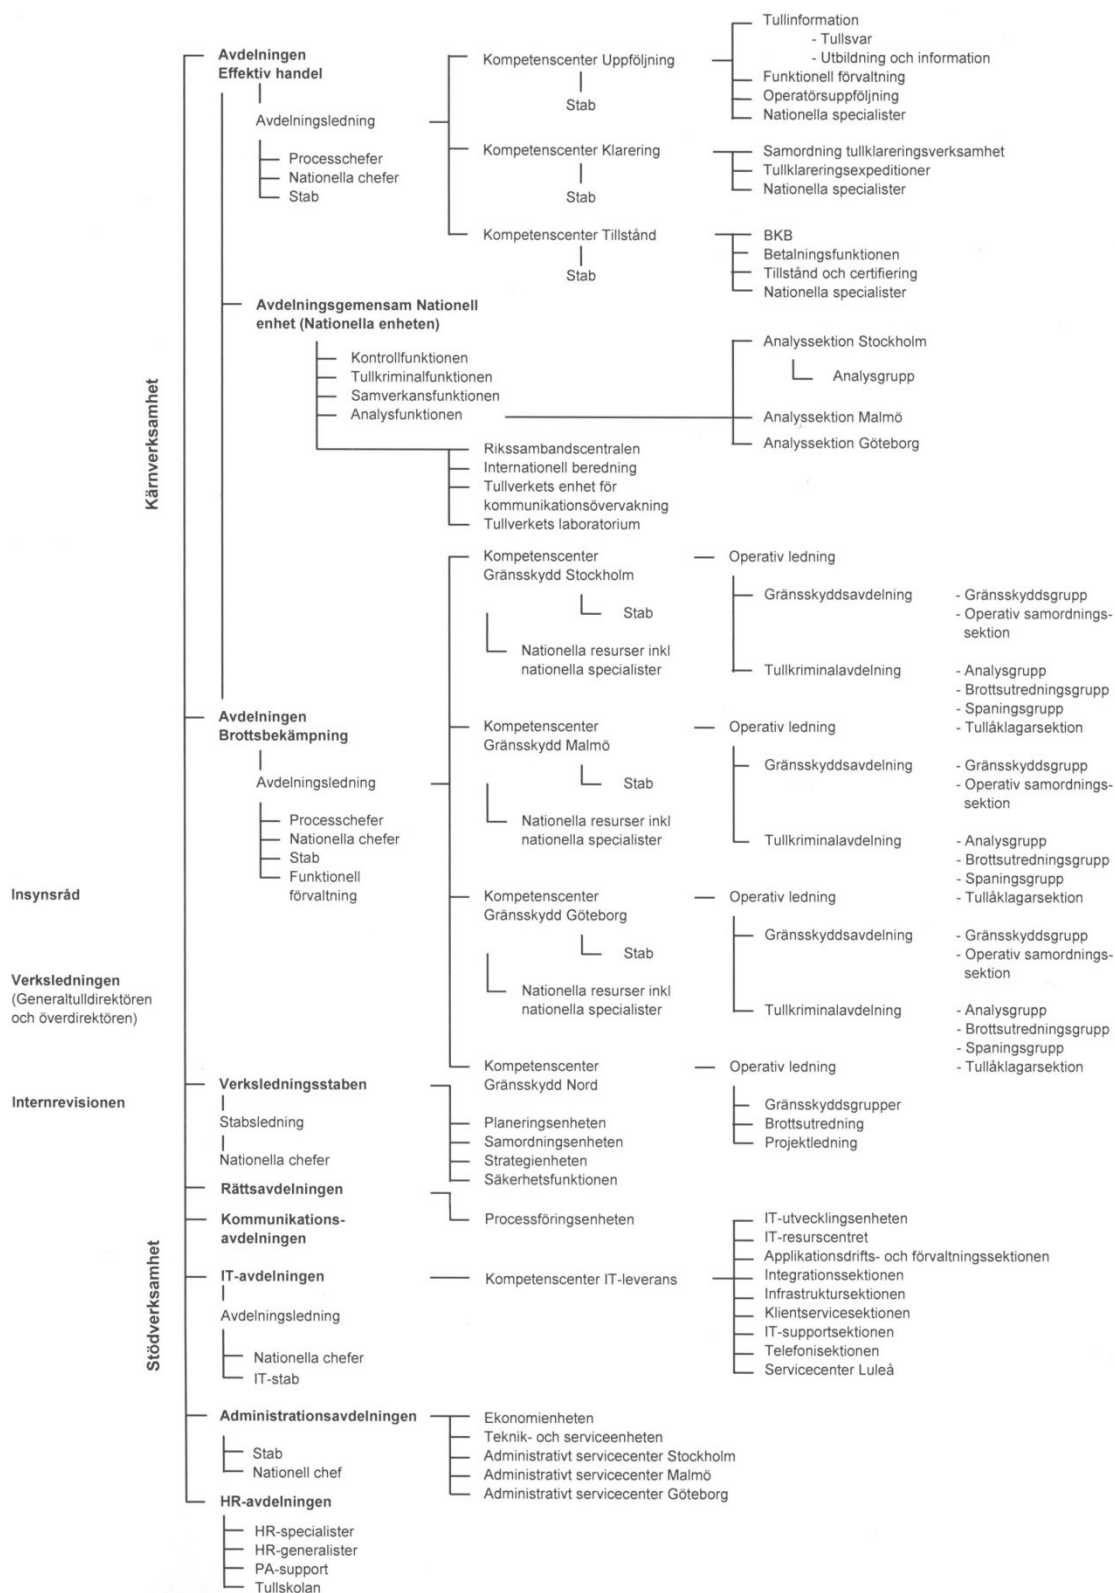 Insynsråd
Verksledningen
(Generaltulldirektören
och överdirektören)
Internrevisionen
Kärnverksamhet
Avdelningen
Effektiv handel
Avdelningsledning
Processchefer
Nationella chefer
Stab
Kompetenscenter Uppföljning
Stab
Tullinformation
- Tullsvar
- Utbildning och information
Funktionell förvaltning
Operatörsuppföljning
Nationella specialister
Kompetenscenter Klarering
Stab
Samordning tullklareringsverksamhet
Tullklareringsexpeditioner
Nationella specialister
Kompetenscenter Tillstånd
Stab
BKB
Betalningsfunktionen
Tillstånd och certifiering
Nationella specialister
Avdelningsgemensam Nationell
enhet (Nationella enheten)
Kontrollfunktionen
Tullkriminalfunktionen
Samverkansfunktionen
Analysfunktionen
Analyssektion Stockholm
Analysgrupp
Analyssektion Malmö
Analyssektion Göteborg
Rikssambandscentralen
Internationell beredning
Tullverkets enhet för
kommunikationsövervakning
Tullverkets laboratorium
Avdelningen
Brottsbekämpning
Avdelningsledning
Processchefer
Nationella chefer
Stab
Funktionell
förvaltning
Kompetenscenter
Gränsskydd Stockholm
Stab
Nationella resurser inkl
nationella specialister
Operativ ledning
Gränsskyddsavdelning
- Gränsskyddsgrupp
- Operativ samordnings-
sektion
Tullkriminalavdelning
- Analysgrupp
- Brottsutredningsgrupp
- Spaningsgrupp
- Tullåklagarsektion
Kompetenscenter
Gränsskydd Malmö
Stab
Nationella resurser inkl
nationella specialister
Operativ ledning
Gränsskyddsavdelning
- Gränsskyddsgrupp
- Operativ samordnings-
sektion
Tullkriminalavdelning
- Analysgrupp
- Brottsutredningsgrupp
- Spaningsgrupp
- Tullåklagarsektion
Kompetenscenter
Gränsskydd Göteborg
Stab
Nationella resurser inkl
nationella specialister
Operativ ledning
Gränsskyddsavdelning
- Gränsskyddsgrupp
- Operativ samordnings-
sektion
Tullkriminalavdelning
- Analysgrupp
- Brottsutredningsgrupp
- Spaningsgrupp
- Tullåklagarsektion
Kompetenscenter
Gränsskydd Nord
Operativ ledning
Gränsskyddsgrupper
Brottsutredning
Projektledning
Stödverksamhet
Verksledningsstaben
Stabsledning
Nationella chefer
Planeringsenheten
Samordningsenheten
Strategienheten
Säkerhetsfunktionen
Rättsavdelningen
Processföringsenheten
Kommunikations-
avdelningen
IT-avdelningen
Avdelningsledning
Nationella chefer
IT-stab
Kompetenscenter IT-leverans
IT-utvecklingsenheten
IT-resurscentret
Applikationsdrifts- och förvaltningssektionen
Integrationssektionen
Infrastruktursektionen
Klientservicesektionen
IT-supportsektionen
Telefonisektionen
Servicecenter Luleå
Administrationsavdelningen
Stab
Nationell chef
Ekonomienheten
Teknik- och serviceenheten
Administrativt servicecenter Stockholm
Administrativt servicecenter Malmö
Administrativt servicecenter Göteborg
HR-avdelningen
HR-specialister
HR-generalister
PA-support
Tullskolan